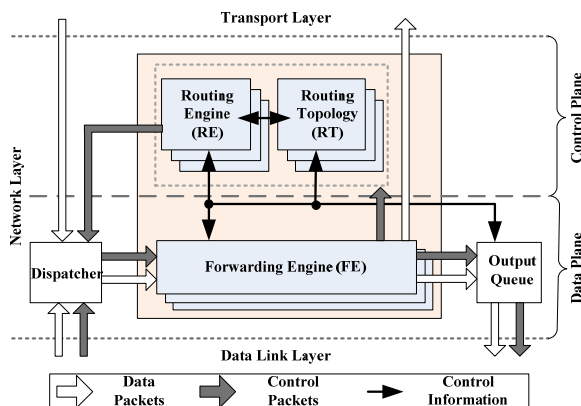 Transport Layer
Routing
Engine
(RE)
Routing
Topology
(RT)
Control Plane
Network Layer
Dispatcher
Forwarding Engine (FE)
Output
Queue
Data Plane
Data Link Layer
Data
Packets
Control
Packets
Control
Information